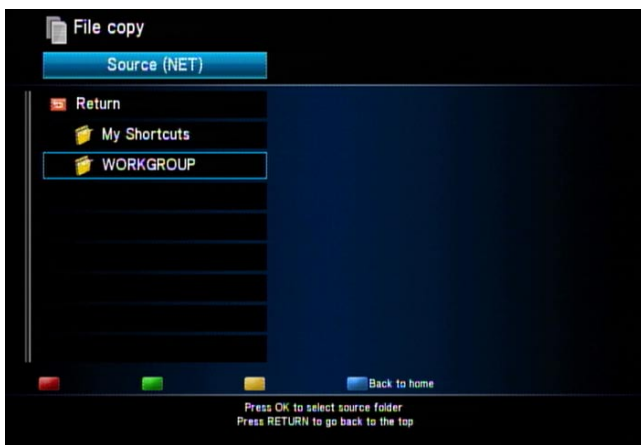 File copy
Source (NET)
Return
My Shortcuts
WORKGROUP
Back to home
Press OK to select source folder
Press RETURN to go back to the top